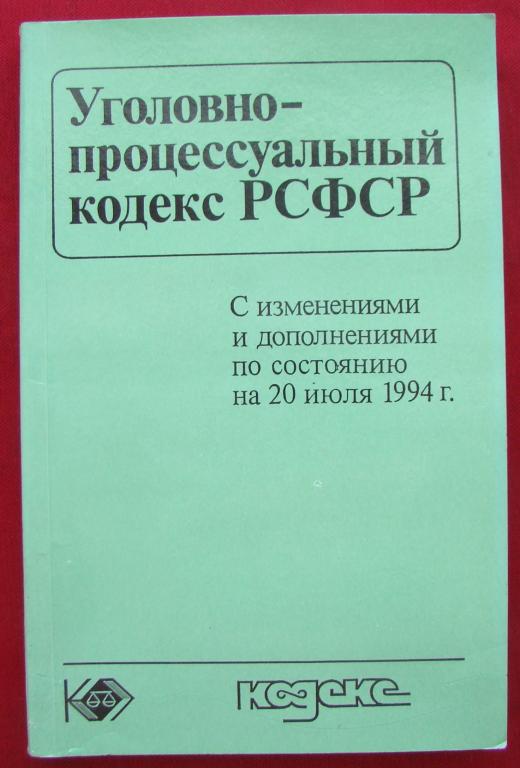 Уголовно-
процессуальный
кодекс РСФСР
С изменениями
и дополнениями
по состоянию
на 20 июля 1994 г.
кодекс